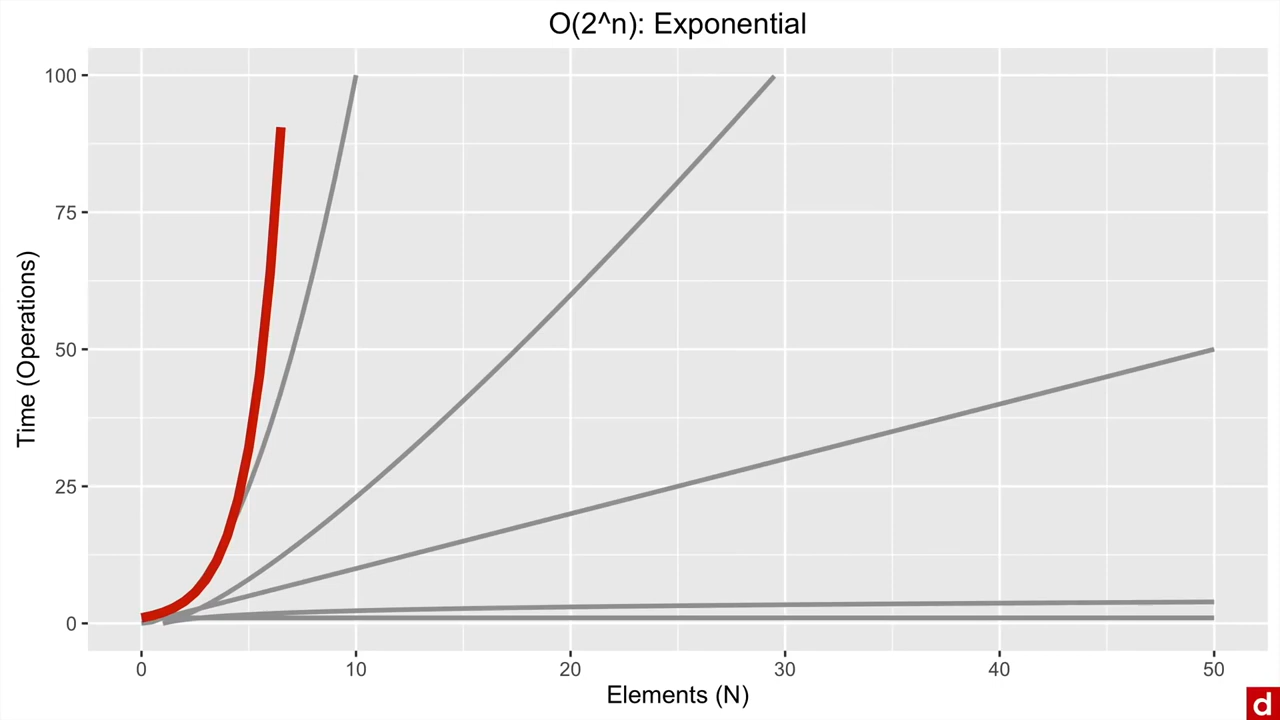 O(2^n): Exponential
Time (Operations)
100
75
50
25
0
0 10 20 30 40 50
Elements (N)
d